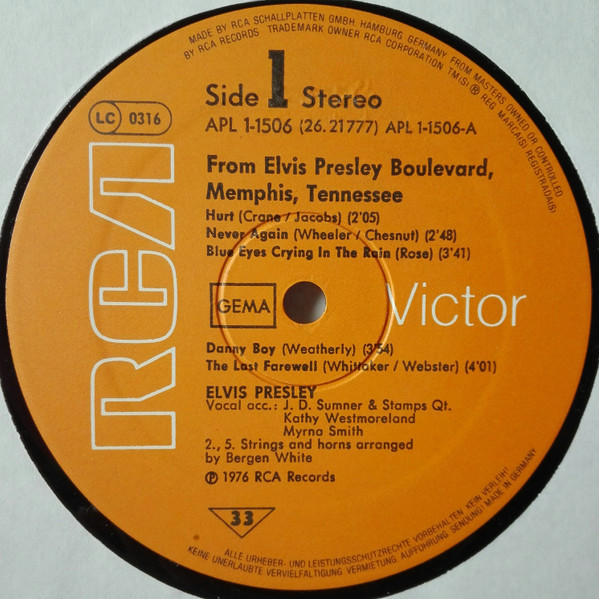 MADE BY RCA SCHALLPLATTEN GMBH. HAMBURG GERMANY FROM MASTERS OWNED OR CONTROLLED
BY RCA RECORDS TRADEMARK OWNER RCA CORPORATION TM(S) ® REG MARCA(S) REGISTRADA(S)
Side 1 Stereo
LC 0316
APL 1-1506 (26.21777) APL 1-1506-A
From Elvis Presley Boulevard,
Memphis, Tennessee
Hurt (Crane / Jacobs) (2'05)
Never Again (Wheeler / Chesnut) (2'48)
Blue Eyes Crying In The Rain (Rose) (3'41)
RCA
GEMA
Victor
Danny Boy (Weatherly) (3'54)
The Last Farewell (Whittaker / Webster) (4'01)
ELVIS PRESLEY
Vocal acc.: J. D. Sumner & Stamps Qt.
Kathy Westmoreland
Myrna Smith
2., 5. Strings and horns arranged
by Bergen White
℗ 1976 RCA Records
33
ALLE URHEBER- UND LEISTUNGSSCHUTZRECHTE VORBEHALTEN. KEIN VERLEIH!
KEINE UNERLAUBTE VERVIELFÄLTIGUNG, VERMIETUNG, AUFFÜHRUNG, SENDUNG! MADE IN GERMANY